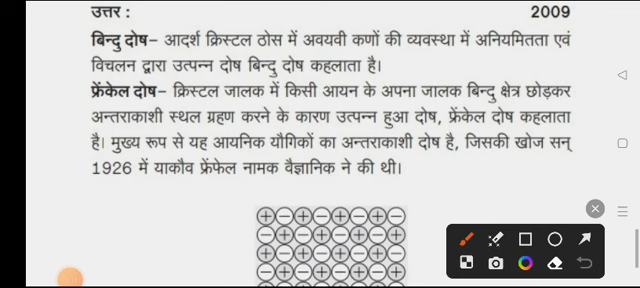 उत्तर : 2009
बिन्दु दोष– आदर्श क्रिस्टल ठोस में अवयवी कणों की व्यवस्था में अनियमितता एवं
विचलन द्वारा उत्पन्न दोष बिन्दु दोष कहलाता है।
फ्रेंकेल दोष– क्रिस्टल जालक में किसी आयन के अपना जालक बिन्दु क्षेत्र छोड़कर
अन्तराकाशी स्थल ग्रहण करने के कारण उत्पन्न हुआ दोष, फ्रेंकेल दोष कहलाता
है। मुख्य रूप से यह आयनिक यौगिकों का अन्तराकाशी दोष है, जिसकी खोज सन्
1926 में याकौव फ्रेंफेल नामक वैज्ञानिक ने की थी।
+ − + − + − + −
− + − + − + − +
+ − + − + − + −
− + − + − + − +